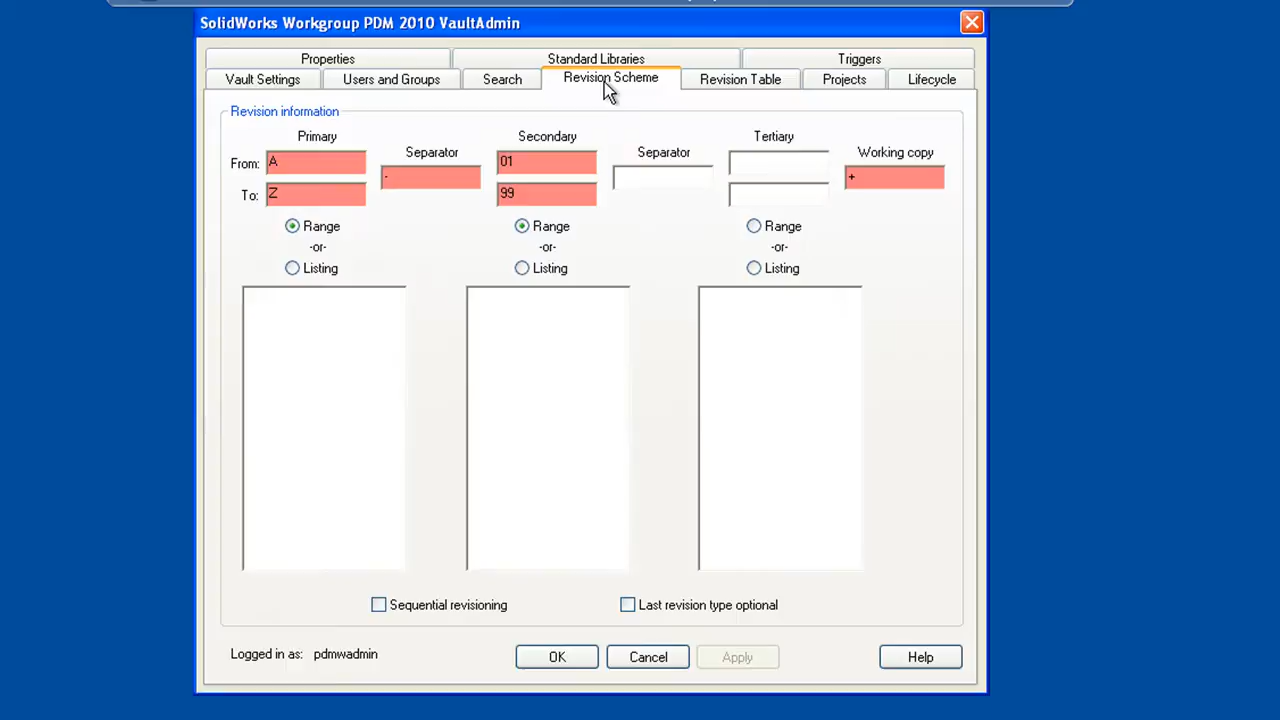 SolidWorks Workgroup PDM 2010 VaultAdmin
Properties Standard Libraries Triggers
Vault Settings Users and Groups Search Revision Scheme Revision Table Projects Lifecycle
Revision information
Primary Secondary Tertiary
Separator Separator Working copy
From: A 01
- +
To: Z 99
Range Range Range
-or- -or- -or-
Listing Listing Listing
Sequential revisioning Last revision type optional
Logged in as: pdmwadmin OK Cancel Apply Help